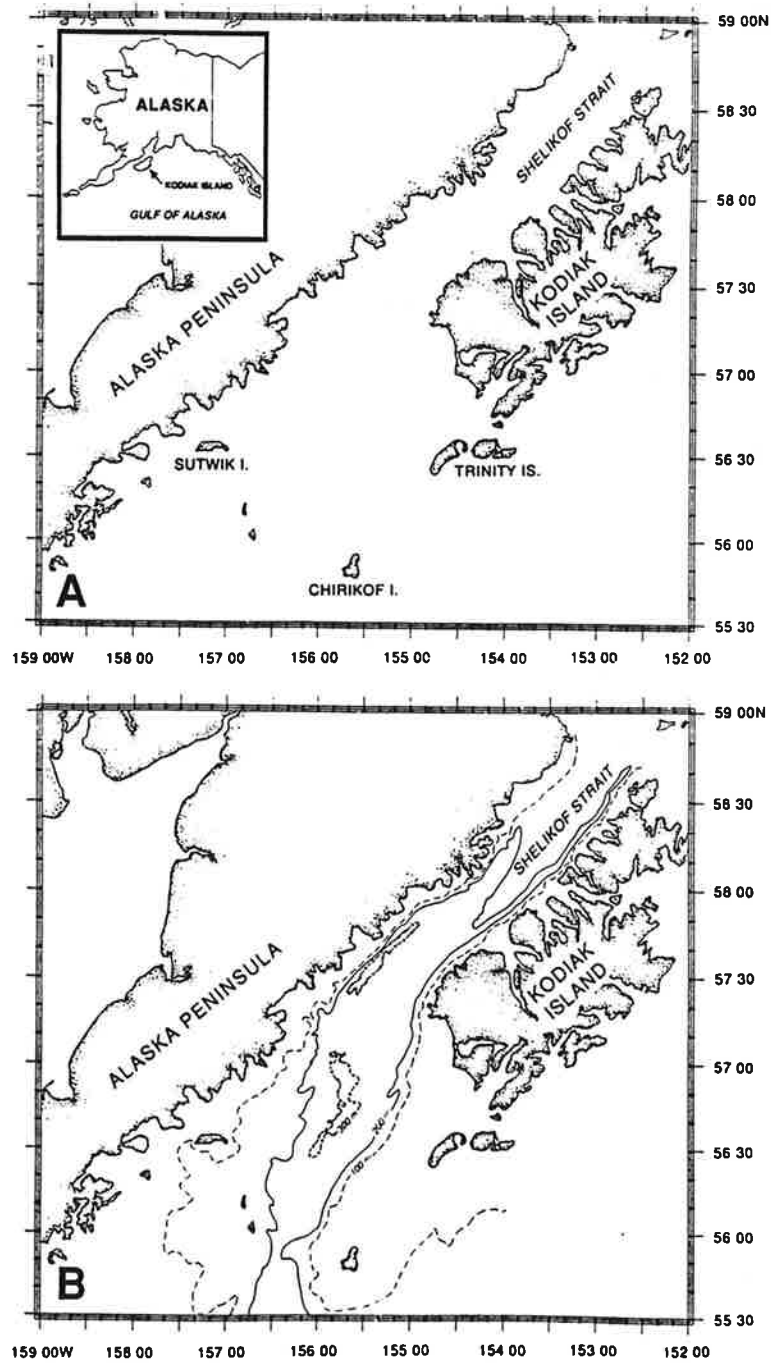 59 00N
ALASKA
KODIAK ISLAND
GULF OF ALASKA
58 30
SHELIKOF STRAIT
58 00
57 30
ALASKA PENINSULA
KODIAK
ISLAND
57 00
56 30
SUTWIK I.
TRINITY IS.
56 00
A
CHIRIKOF I.
55 30
159 00W 158 00 157 00 156 00 155 00 154 00 153 00 152 00
59 00N
58 30
SHELIKOF STRAIT
58 00
57 30
ALASKA PENINSULA
KODIAK
ISLAND
57 00
300
200
100
56 30
56 00
B
55 30
159 00W 158 00 157 00 156 00 155 00 154 00 153 00 152 00